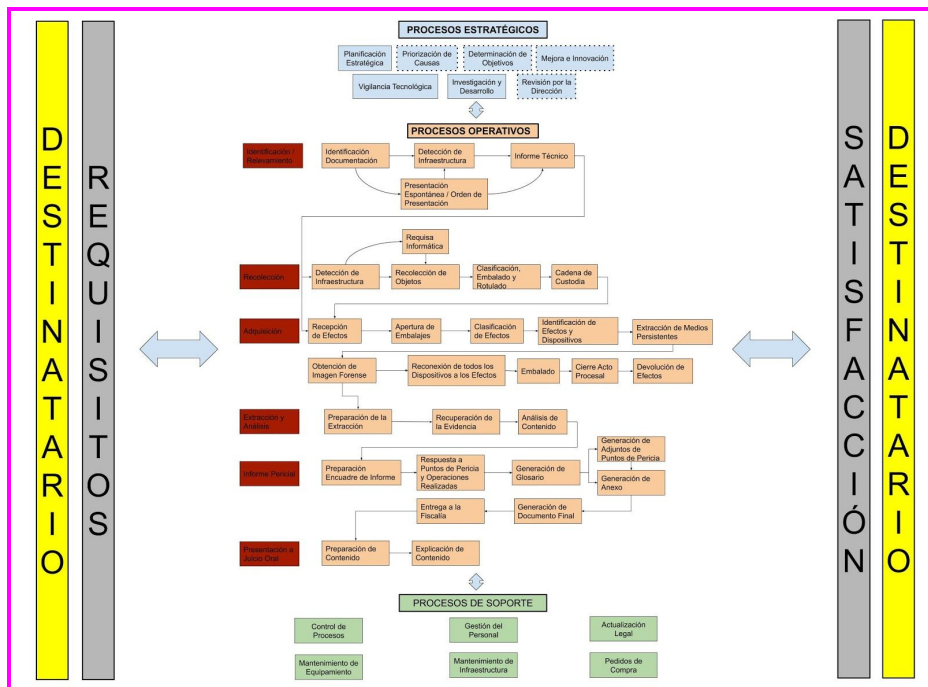 DESTINATARIO
REQUISITOS
PROCESOS ESTRATÉGICOS
Planificación
Estratégica
Priorización de
Causas
Determinación de
Objetivos
Mejora e Innovación
Vigilancia Tecnológica
Investigación y
Desarrollo
Revisión por la
Dirección
PROCESOS OPERATIVOS
Identificación /
Relevamiento
Identificación
Documentación
Detección de
Infraestructura
Informe Técnico
Presentación
Espontánea / Orden de
Presentación
Requisa
Informática
Recolección
Detección de
Infraestructura
Recolección de
Objetos
Clasificación,
Embalado y
Rotulado
Cadena de
Custodia
Adquisición
Recepción
de Efectos
Apertura de
Embalajes
Clasificación de
Efectos
Identificación de
Efectos y
Dispositivos
Extracción de Medios
Persistentes
Obtención de
Imagen Forense
Reconexión de todos los
Dispositivos a los Efectos
Embalado
Cierre Acto
Procesal
Devolución de
Efectos
Extracción y
Análisis
Preparación de la
Extracción
Recuperación de
la Evidencia
Análisis de
Contenido
Informe Pericial
Preparación
Encuadre de Informe
Respuesta a
Puntos de Pericia
y Operaciones
Realizadas
Generación de
Glosario
Generación de
Adjuntos de
Puntos de Pericia
Generación de
Anexo
Entrega a la
Fiscalía
Generación de
Documento Final
Presentación a
Juicio Oral
Preparación de
Contenido
Explicación de
Contenido
PROCESOS DE SOPORTE
Control de
Procesos
Gestión del
Personal
Actualización
Legal
Mantenimiento de
Equipamiento
Mantenimiento de
Infraestructura
Pedidos de
Compra
SATISFACCIÓN
DESTINATARIO